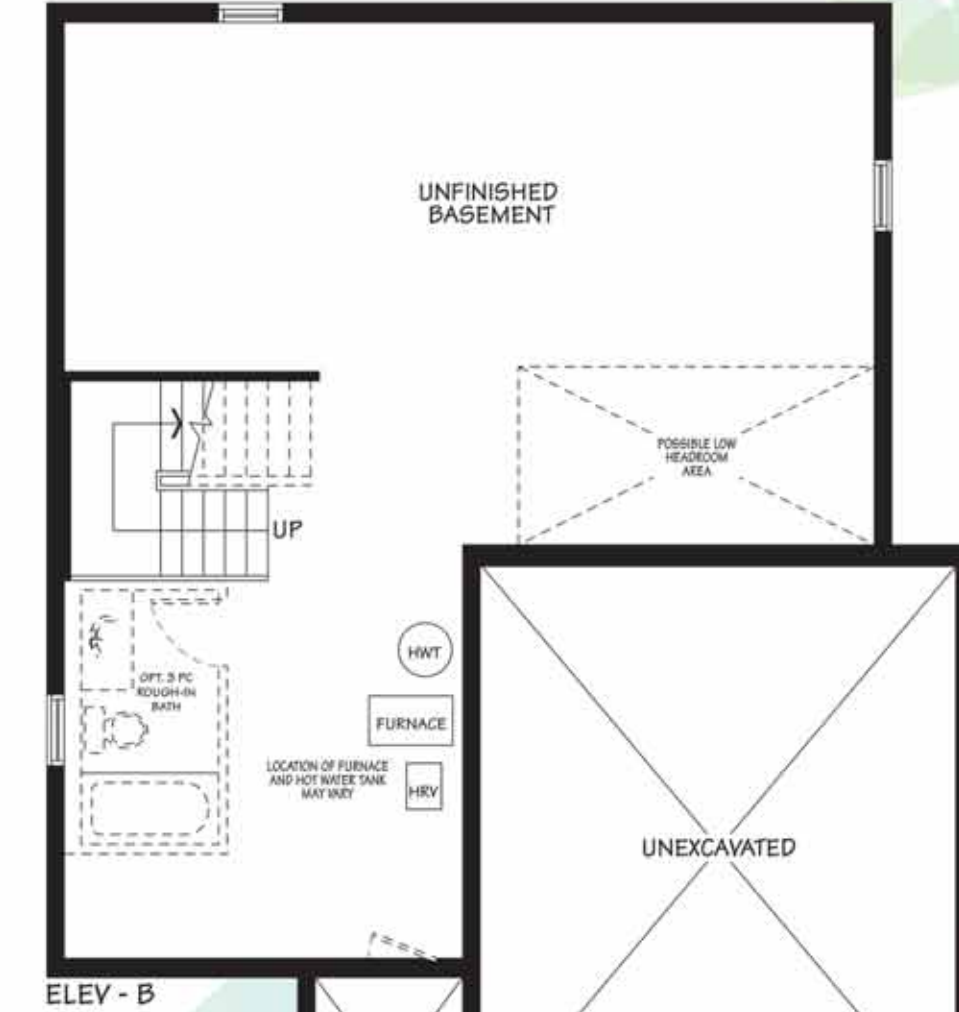 UNFINISHED
BASEMENT
POSSIBLE LOW
HEADROOM
AREA
UP
HWT
OPT. 3 PC
ROUGH-IN
BATH
FURNACE
LOCATION OF FURNACE
AND HOT WATER TANK
MAY VARY
HRV
UNEXCAVATED
ELEV - B